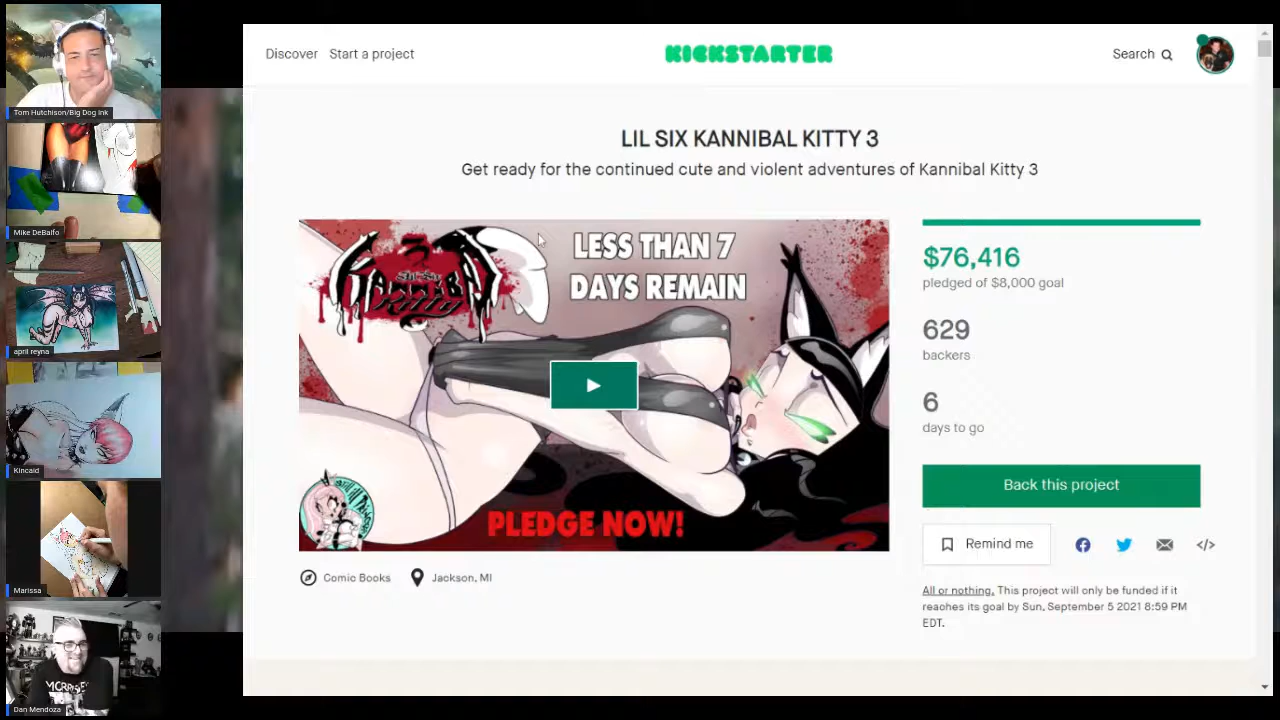 Tom Hutchison/Big Dog Ink
Mike DeBalfo
april reyna
Kincaid
Marissa
Dan Mendoza
Discover Start a project
KICKSTARTER
Search
LIL SIX KANNIBAL KITTY 3
Get ready for the continued cute and violent adventures of Kannibal Kitty 3
3
KANNIBAL
Kitty
LESS THAN 7
DAYS REMAIN
PLEDGE NOW!
$76,416
pledged of $8,000 goal
629
backers
6
days to go
Back this project
Remind me
All or nothing. This project will only be funded if it
reaches its goal by Sun, September 5 2021 8:59 PM
EDT.
Comic Books Jackson, MI